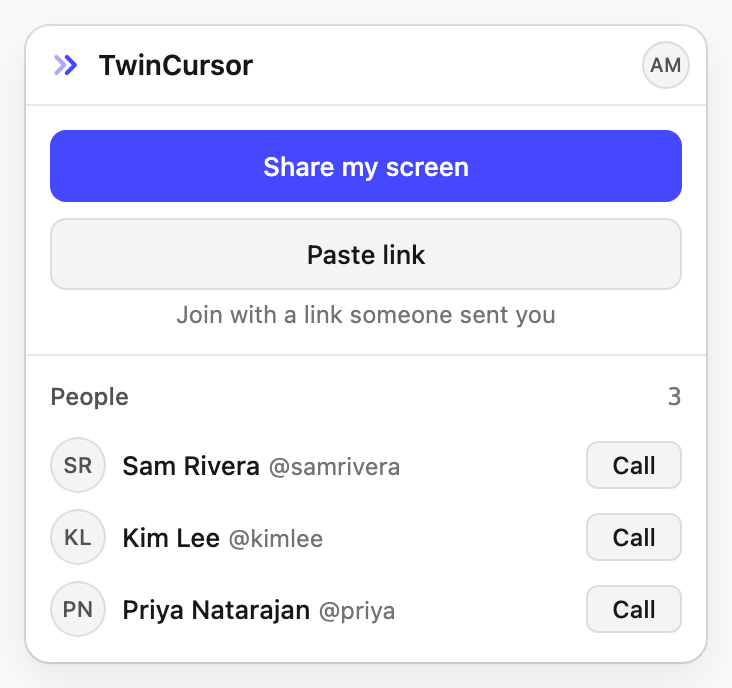 TwinCursor
AM
Share my screen
Paste link
Join with a link someone sent you
People 3
SR Sam Rivera @samrivera Call
KL Kim Lee @kimlee Call
PN Priya Natarajan @priya Call